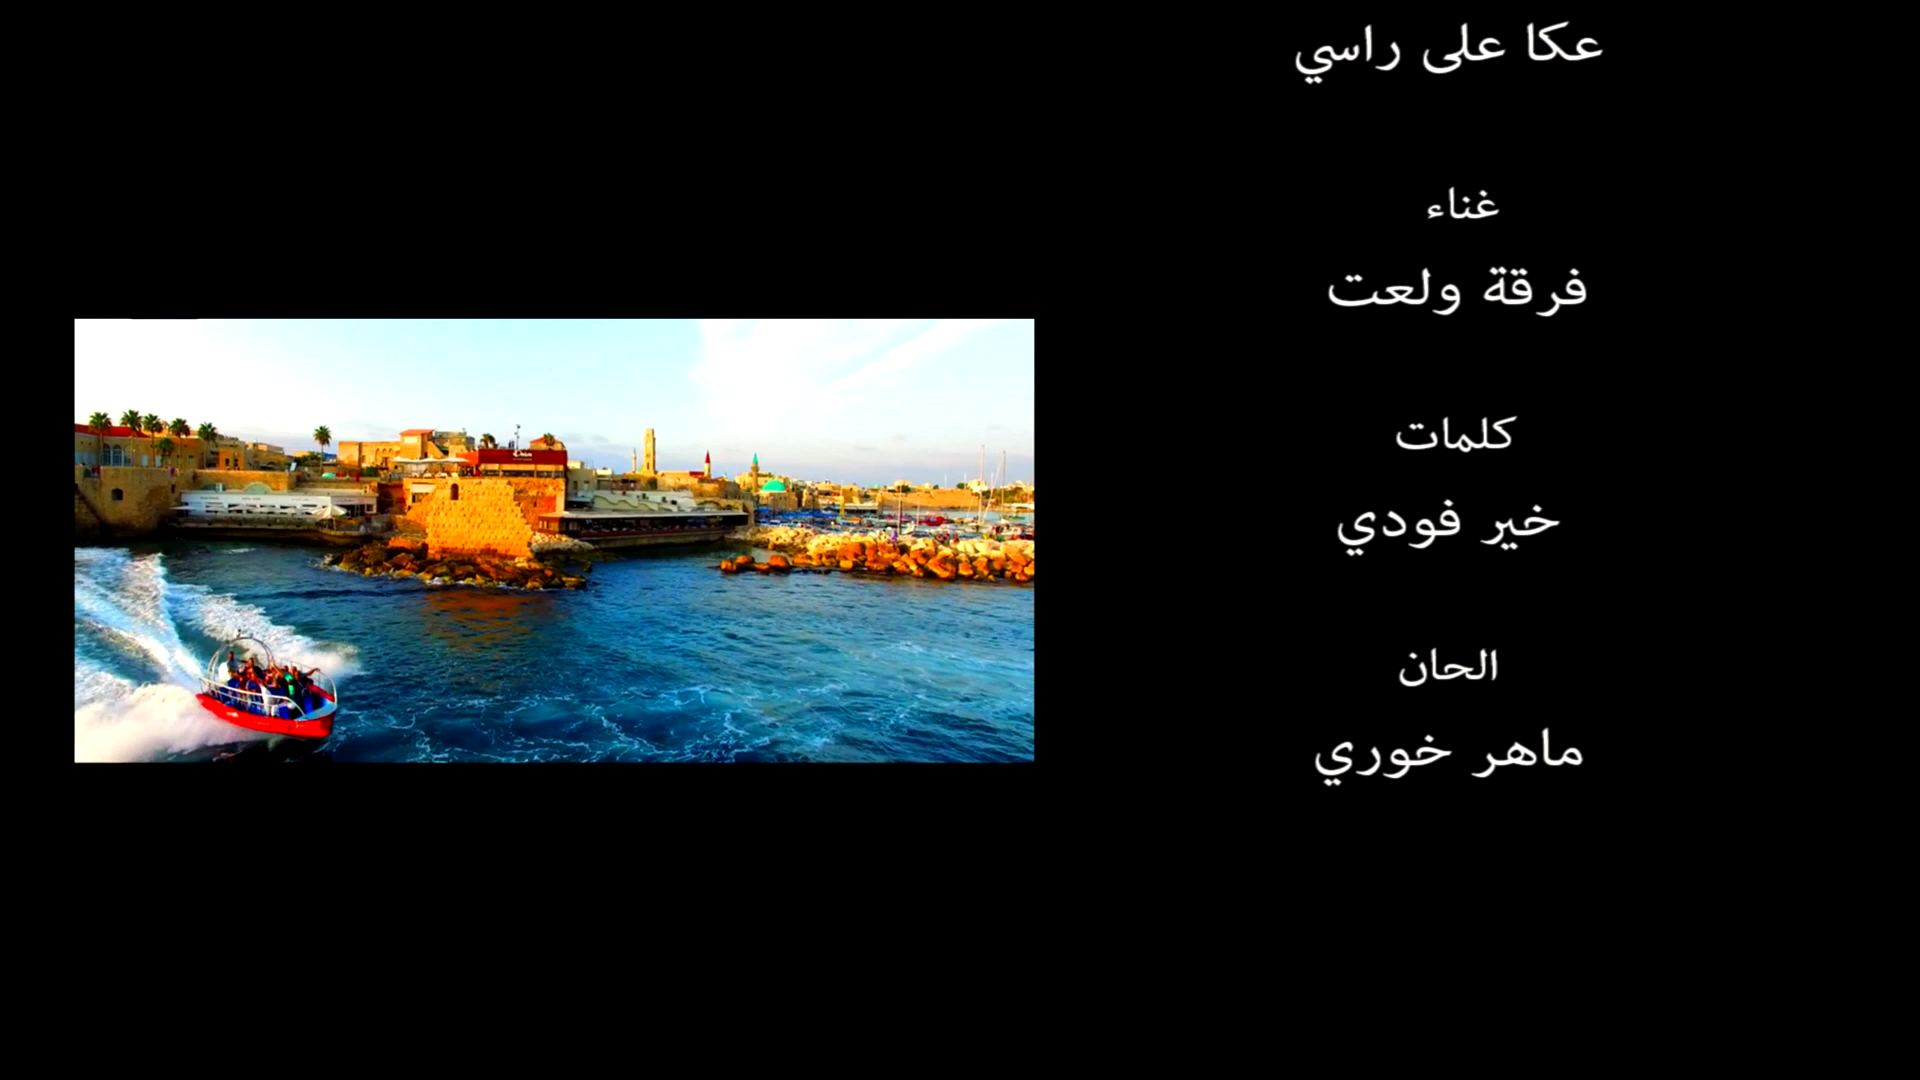 عكا على راسي
غناء
فرقة ولعت
كلمات
خير فودي
الحان
ماهر خوري